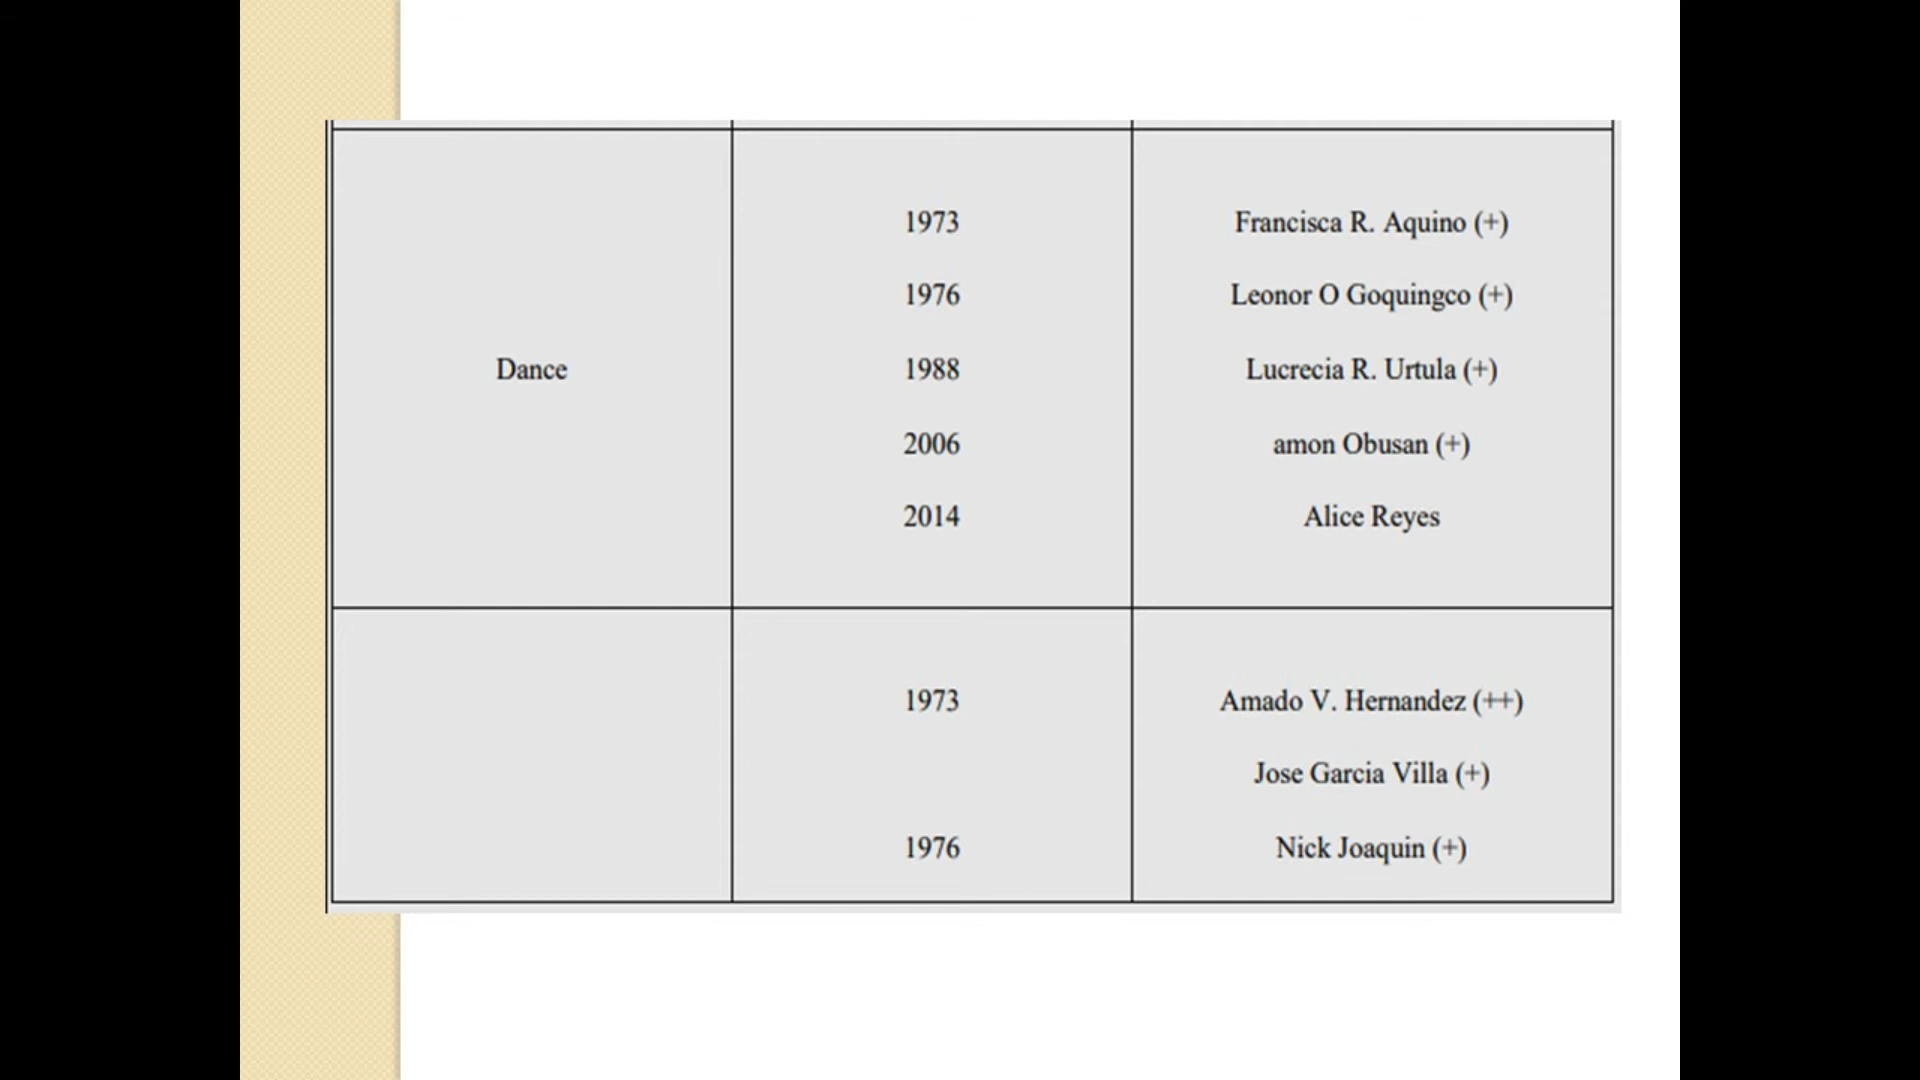 1973 Francisca R. Aquino (+)
1976 Leonor O Goquingco (+)
Dance 1988 Lucrecia R. Urtula (+)
2006 amon Obusan (+)
2014 Alice Reyes
1973 Amado V. Hernandez (++)
Jose Garcia Villa (+)
1976 Nick Joaquin (+)